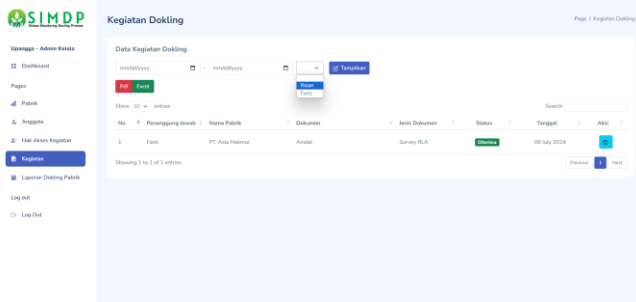 SIMDP
Sistem Monitoring Dokling Proses
Kegiatan Dokling
Page / Kegiatan Dokling
Upangga - Admin Kelola
Dashboard
Pages
Pabrik
Anggota
Hak Akses Kegiatan
Kegiatan
Laporan Dokling Pabrik
Log out
Log Out
Data Kegiatan Dokling
mm/dd/yyyy - mm/dd/yyyy Tampilkan
Faris
Pdf Excel
Show 10 entries Search:
No Penanggung Jawab Nama Pabrik Dokumen Jenis Dokumen Status Tanggal Aksi
1 Faris PT. Asia Makmur Amdal Survey RLA Diterima 08 July 2024
Showing 1 to 1 of 1 entries
Previous 1 Next